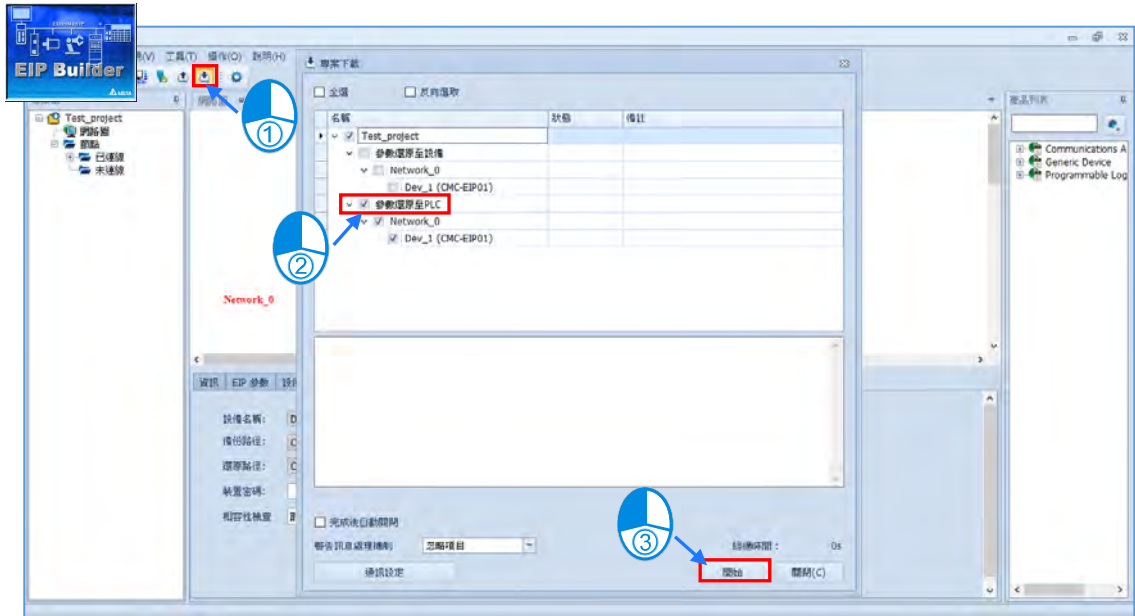 EIP Builder
(V) 工具(T) 操作(O) 說明(H)
專案下載
全選 反向選取
名稱 狀態 備註
Test_project
參數還原至設備
Network_0
Dev_1 (CMC-EIP01)
參數還原至PLC
Network_0
Dev_1 (CMC-EIP01)
①
②
③
Test_project
網路圖
節點
已連線
未連線
Network_0
資訊 EIP 參數
設備名稱:
備份路徑:
還原路徑:
裝置密碼:
相容性檢查
完成後自動關閉
警告訊息處理機制 忽略項目
總傳時間: 0s
通訊設定 開始 關閉(C)
產品列表
Communications A
Generic Device
Programmable Log